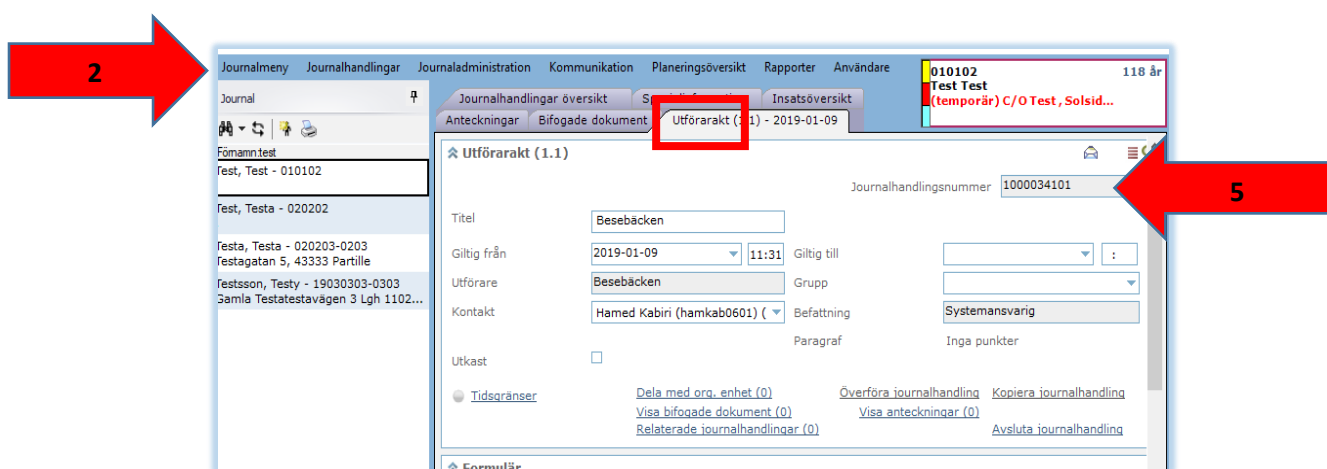 2
Journalmeny Journalhandlingar Journaladministration Kommunikation Planeringsöversikt Rapporter Användare
010102 118 år
Test Test
(temporär) C/O Test , Solsid...
Journal
Journalhandlingar översikt Insatsöversikt
Anteckningar Bifogade dokument Utförarakt (1.1) - 2019-01-09
Förnamn:test
Test, Test - 010102
Test, Testa - 020202
Testa, Testa - 020203-0203
Testagatan 5, 43333 Partille
Testsson, Testy - 19030303-0303
Gamla Testatestavägen 3 Lgh 1102...
Utförarakt (1.1)
Journalhandlingsnummer 1000034101
5
Titel Besebäcken
Giltig från 2019-01-09 11:31 Giltig till :
Utförare Besebäcken Grupp
Kontakt Hamed Kabiri (hamkab0601) ( Befattning Systemansvarig
Paragraf Inga punkter
Utkast
Tidsgränser Dela med org. enhet (0) Överföra journalhandling Kopiera journalhandling
Visa bifogade dokument (0) Visa anteckningar (0)
Relaterade journalhandlingar (0) Avsluta journalhandling
Formulär